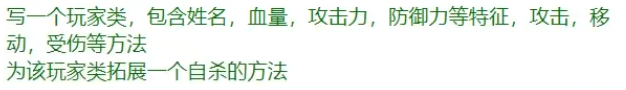 写一个玩家类，包含姓名，血量，攻击力，防御力等特征，攻击，移
动，受伤等方法
为该玩家类拓展一个自杀的方法